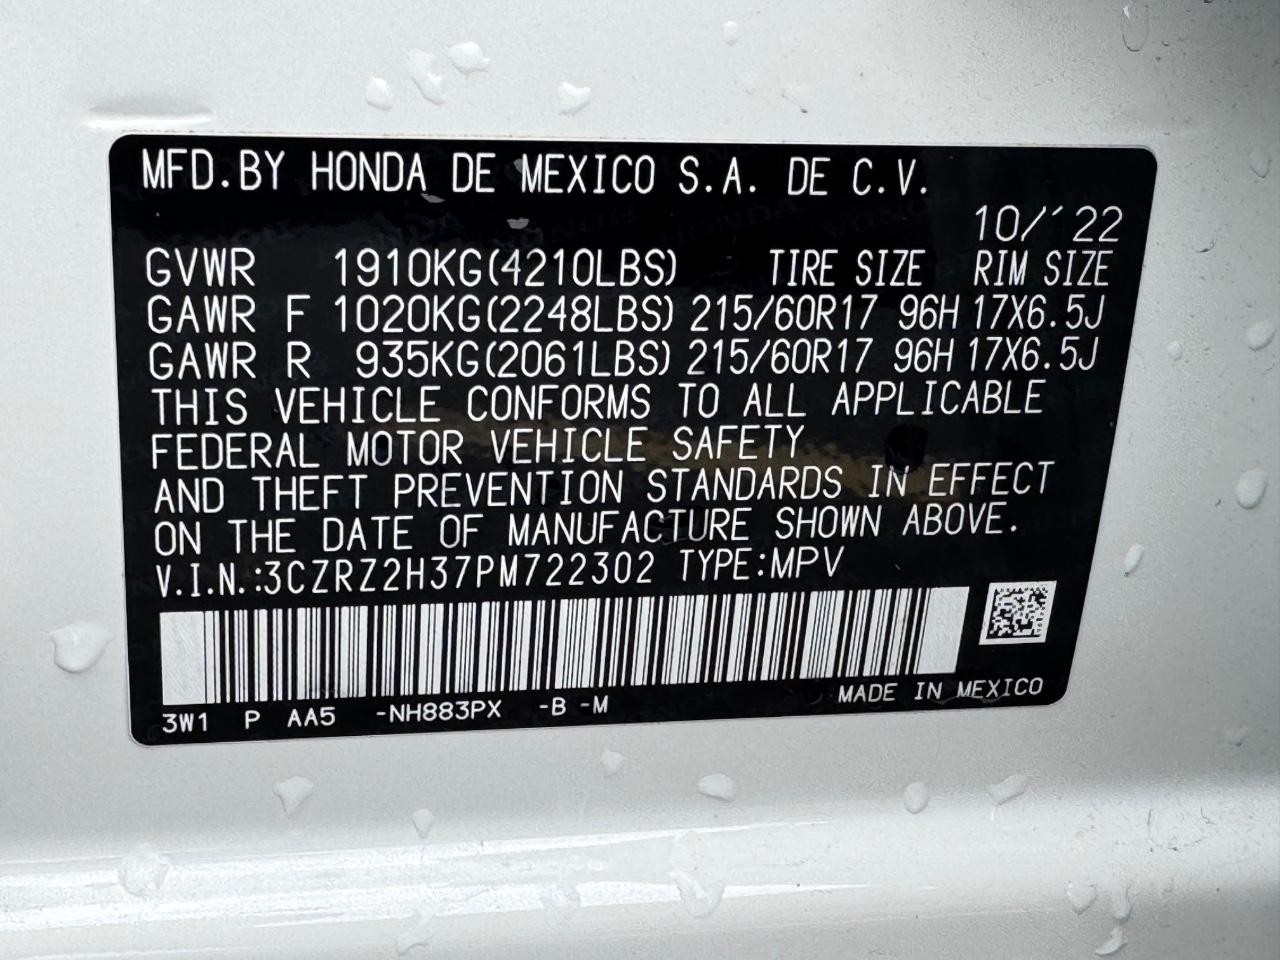 MFD.BY HONDA DE MEXICO S.A. DE C.V.
10/'22
GVWR 1910KG(4210LBS) TIRE SIZE RIM SIZE
GAWR F 1020KG(2248LBS) 215/60R17 96H 17X6.5J
GAWR R 935KG(2061LBS) 215/60R17 96H 17X6.5J
THIS VEHICLE CONFORMS TO ALL APPLICABLE
FEDERAL MOTOR VEHICLE SAFETY
AND THEFT PREVENTION STANDARDS IN EFFECT
ON THE DATE OF MANUFACTURE SHOWN ABOVE.
V.I.N.:3CZRZ2H37PM722302 TYPE:MPV
MADE IN MEXICO
3W1 P AA5 -NH883PX -B -M